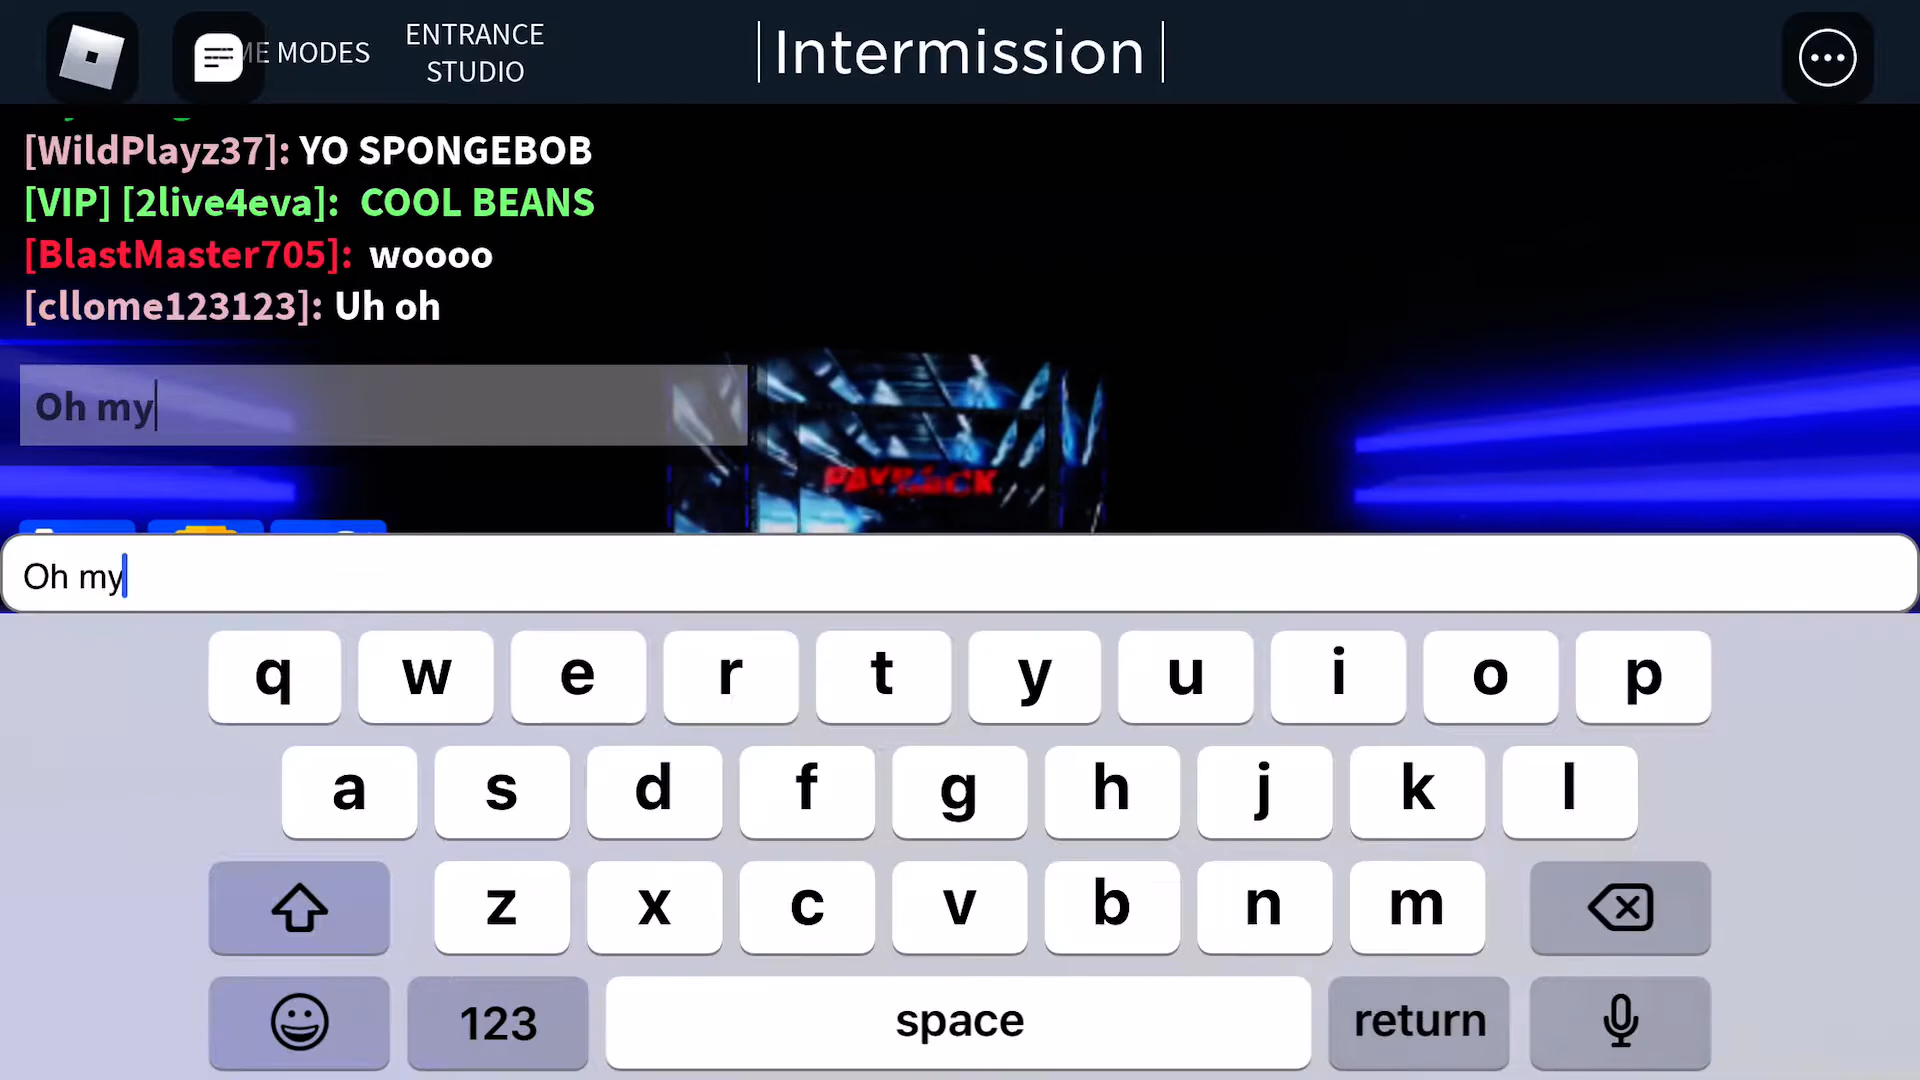 ME MODES
ENTRANCE
STUDIO
|Intermission|
[WildPlayz37]: YO SPONGEBOB
[VIP] [2live4eva]: COOL BEANS
[BlastMaster705]: woooo
[cllome123123]: Uh oh
Oh my
PAYBACK
Oh my
q w e r t y u i o p
a s d f g h j k l
z x c v b n m
123 space return